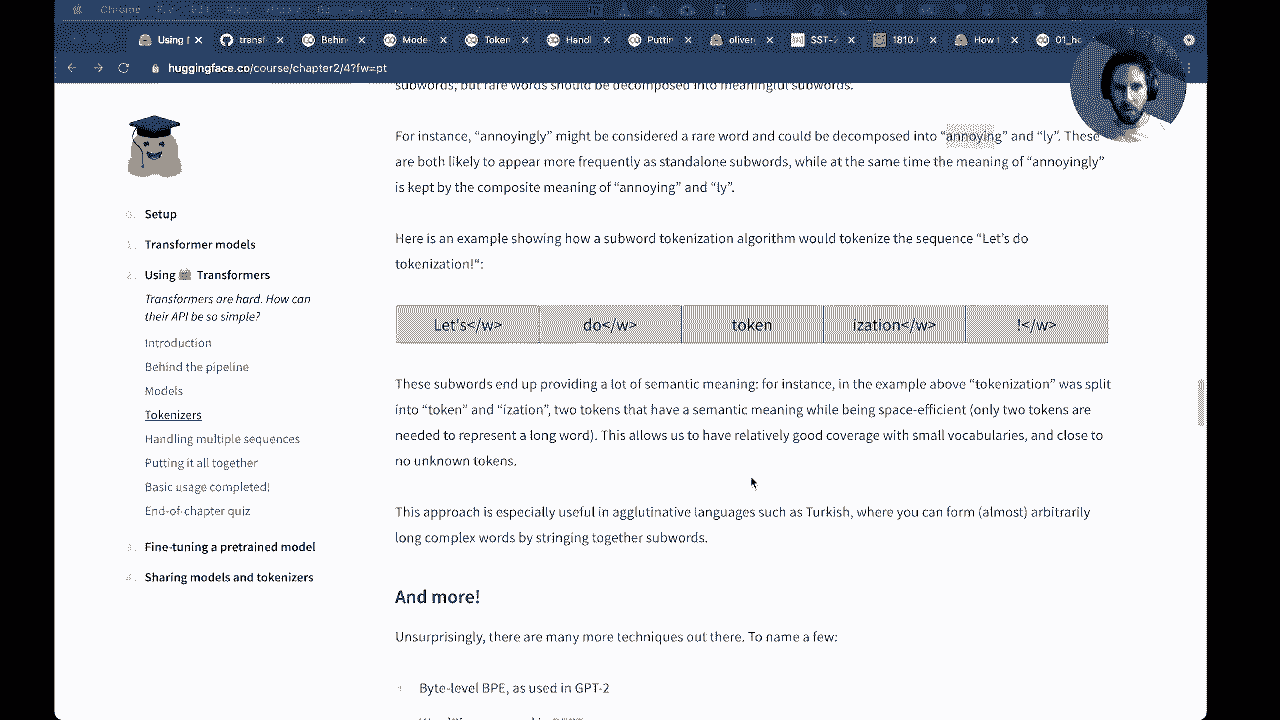 Chrome
Using
transf
Behin
Mode
Token
Handl
Puttin
oliver
SST-
1810.
How t
01_ho
huggingface.co/course/chapter2/4?fw=pt
subwords, but rare words should be decomposed into meaningful subwords.
For instance, “annoyingly” might be considered a rare word and could be decomposed into “annoying” and “ly”. These
are both likely to appear more frequently as standalone subwords, while at the same time the meaning of “annoyingly”
is kept by the composite meaning of “annoying” and “ly”.
Here is an example showing how a subword tokenization algorithm would tokenize the sequence “Let’s do
tokenization!“:
Let's</w> do</w> token ization</w> !</w>
These subwords end up providing a lot of semantic meaning: for instance, in the example above “tokenization” was split
into “token” and “ization”, two tokens that have a semantic meaning while being space-efficient (only two tokens are
needed to represent a long word). This allows us to have relatively good coverage with small vocabularies, and close to
no unknown tokens.
This approach is especially useful in agglutinative languages such as Turkish, where you can form (almost) arbitrarily
long complex words by stringing together subwords.
And more!
Unsurprisingly, there are many more techniques out there. To name a few:
Byte-level BPE, as used in GPT-2
Setup
Transformer models
2. Using 🤗 Transformers
Transformers are hard. How can
their API be so simple?
Introduction
Behind the pipeline
Models
Tokenizers
Handling multiple sequences
Putting it all together
Basic usage completed!
End-of-chapter quiz
Fine-tuning a pretrained model
Sharing models and tokenizers